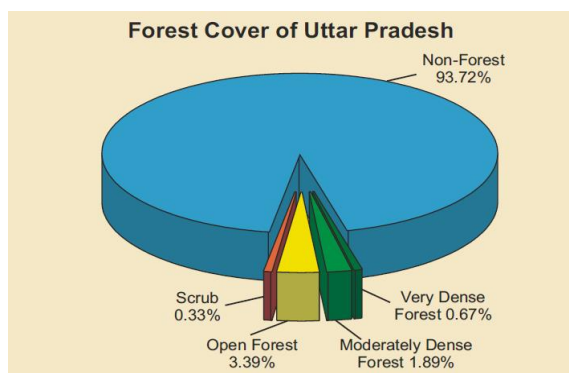 Forest Cover of Uttar Pradesh
Non-Forest
93.72%
Scrub
0.33%
Open Forest
3.39%
Moderately Dense
Forest 1.89%
Very Dense
Forest 0.67%